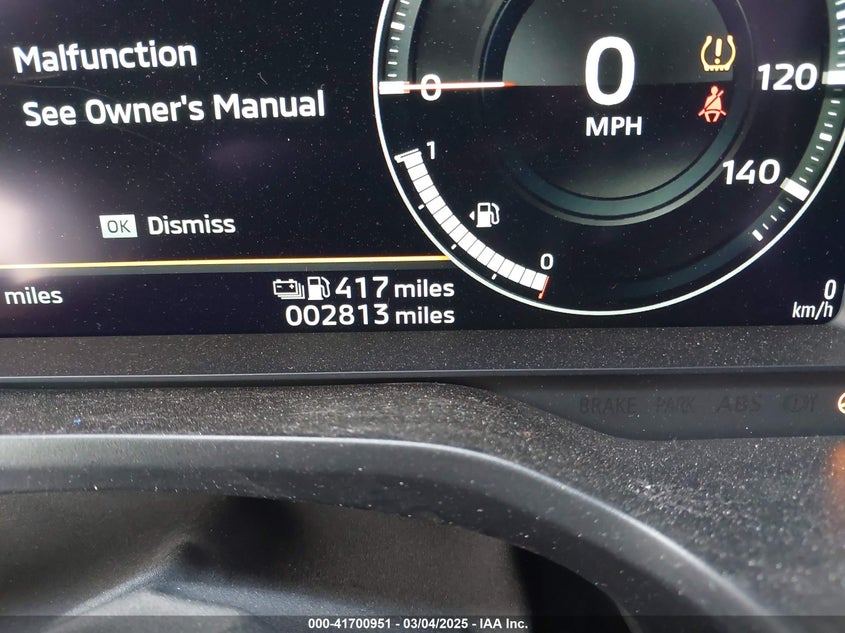 Malfunction
See Owner's Manual
OK Dismiss
miles
417 miles
002813 miles
0
MPH
0
120
140
1
0
0
km/h
BRAKE PARK ABS
000-41700951 - 03/04/2025 - IAA Inc.